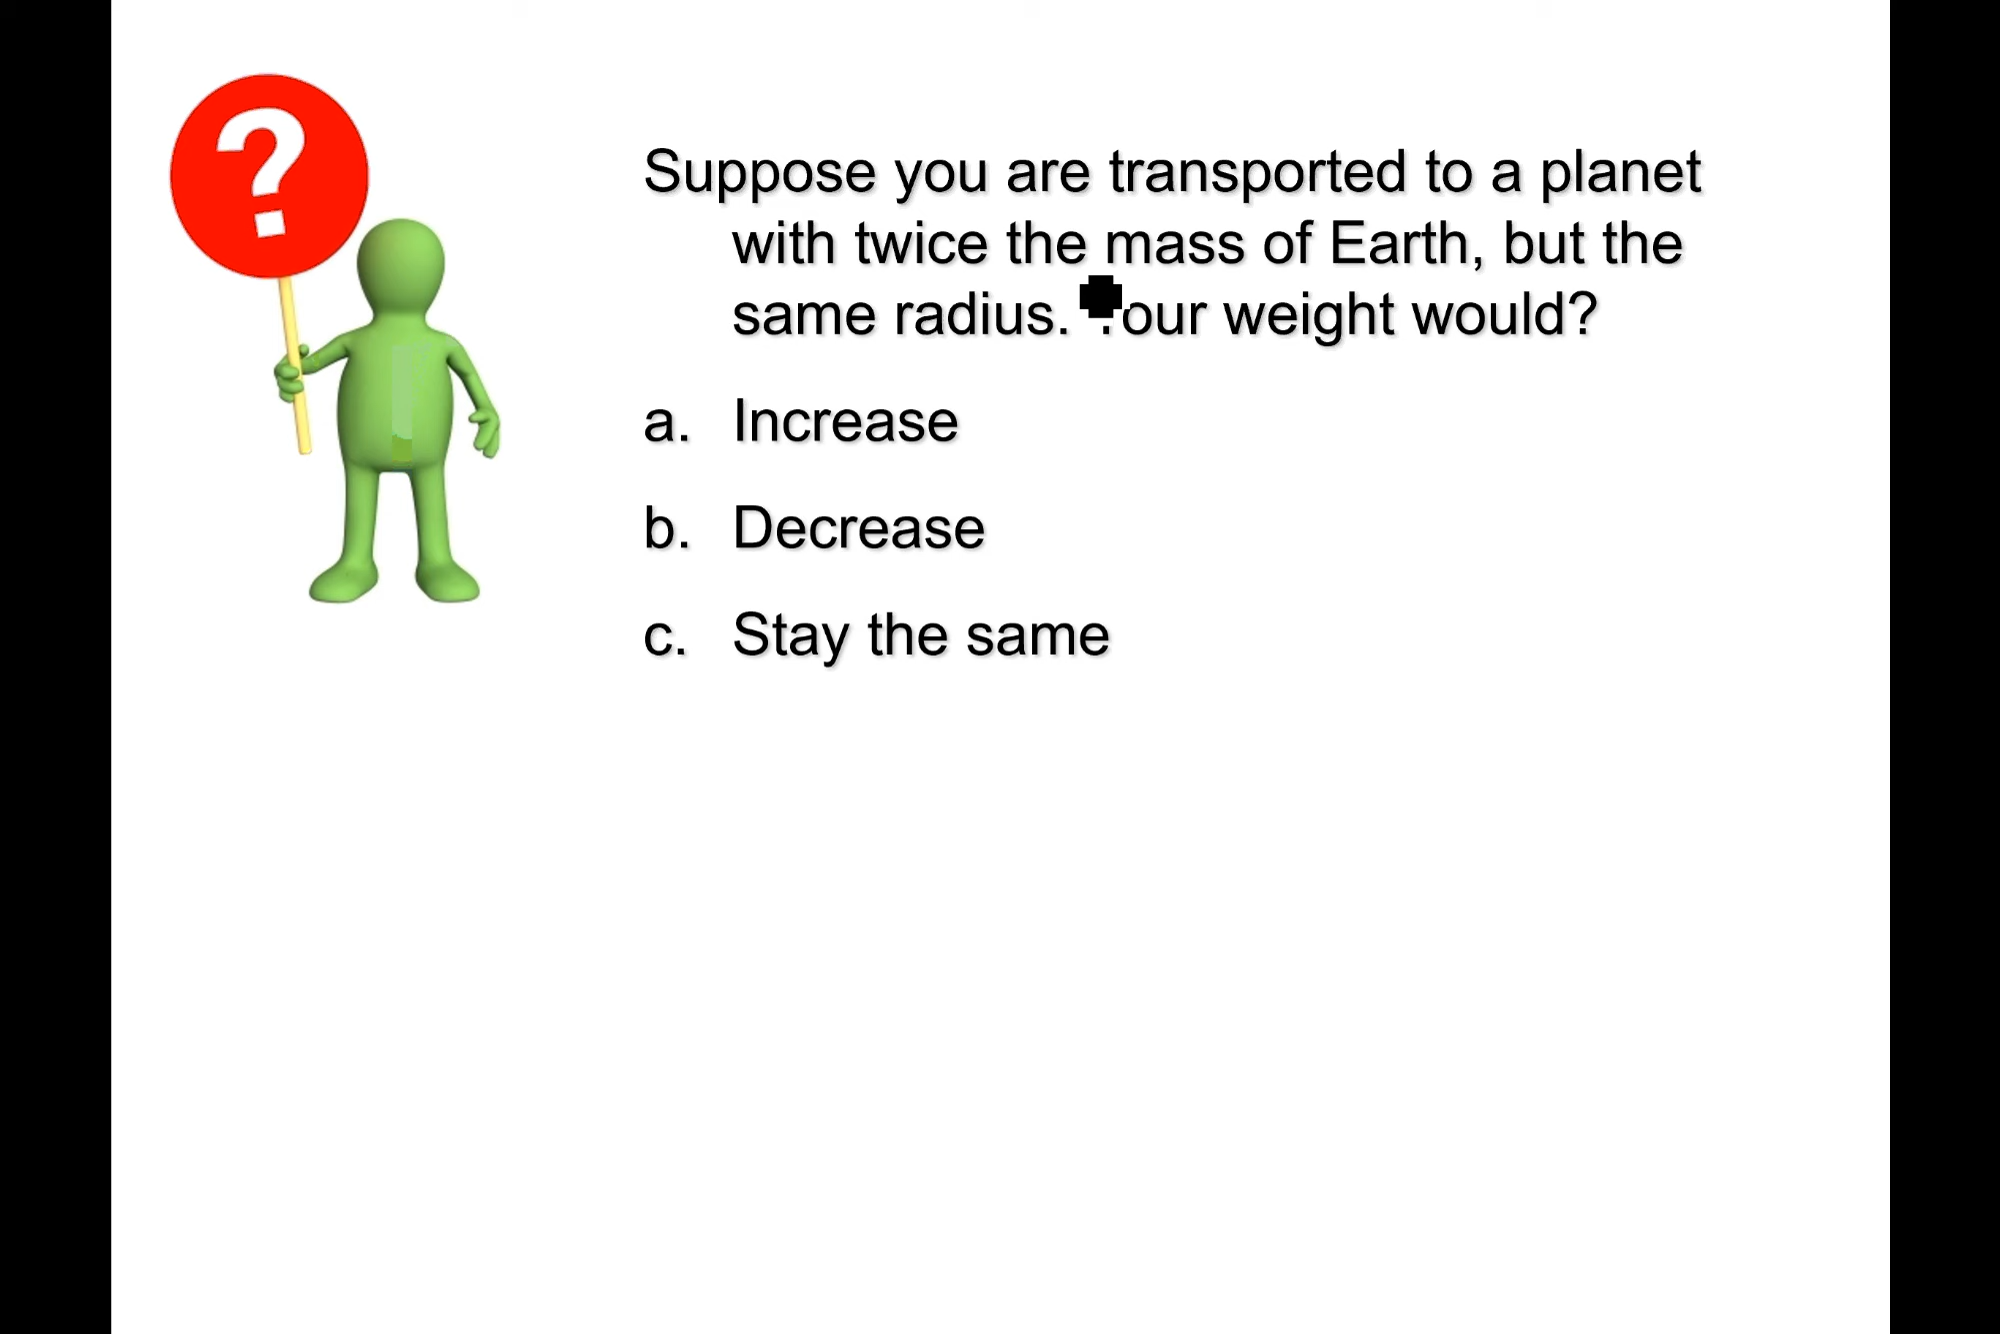 ?
Suppose you are transported to a planet
with twice the mass of Earth, but the
same radius. our weight would?
a. Increase
b. Decrease
c. Stay the same